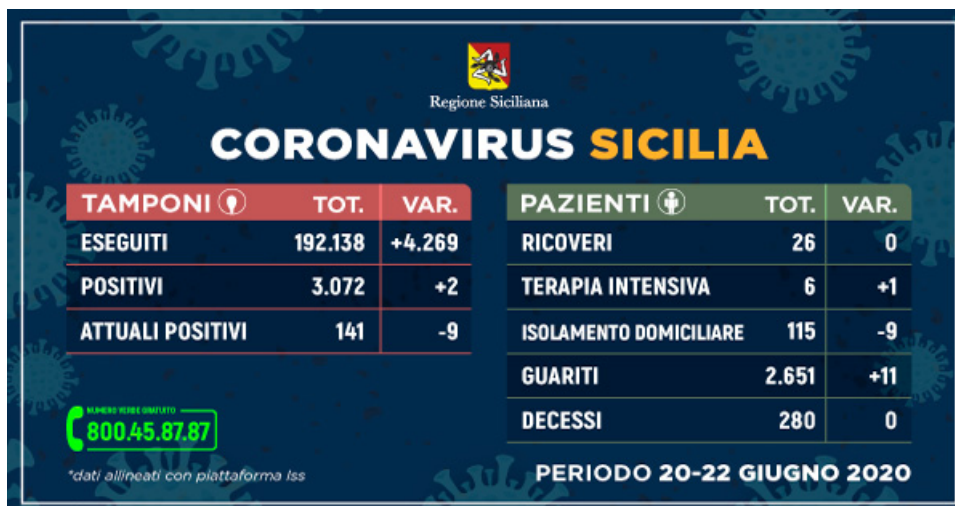 Regione Siciliana
CORONAVIRUS SICILIA
TAMPONI TOT. VAR.
ESEGUITI 192.138 +4.269
POSITIVI 3.072 +2
ATTUALI POSITIVI 141 -9
PAZIENTI TOT. VAR.
RICOVERI 26 0
TERAPIA INTENSIVA 6 +1
ISOLAMENTO DOMICILIARE 115 -9
GUARITI 2.651 +11
DECESSI 280 0
NUMERO VERDE GRATUITO
800.45.87.87
*dati allineati con piattaforma Iss
PERIODO 20-22 GIUGNO 2020